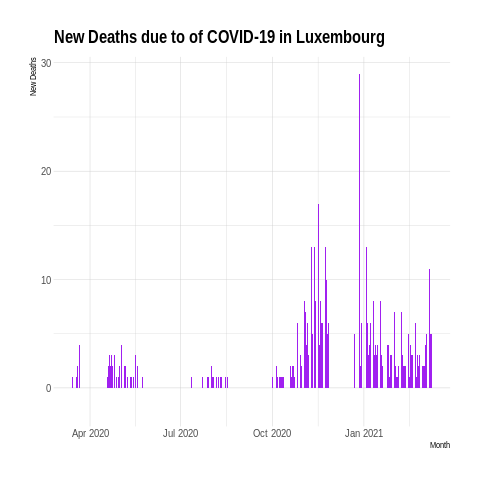 New Deaths due to of COVID-19 in Luxembourg
New Deaths
30
20
10
0
Apr 2020 Jul 2020 Oct 2020 Jan 2021
Month